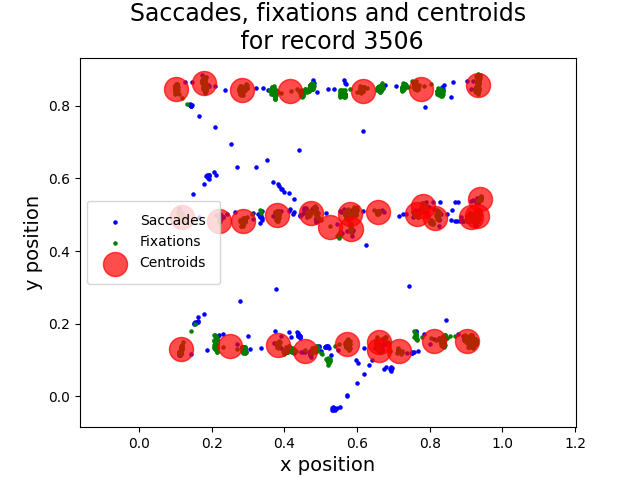 Saccades, fixations and centroids
for record 3506
0.8
0.6
0.4
0.2
0.0
y position
Saccades
Fixations
Centroids
0.0 0.2 0.4 0.6 0.8 1.0 1.2
x position